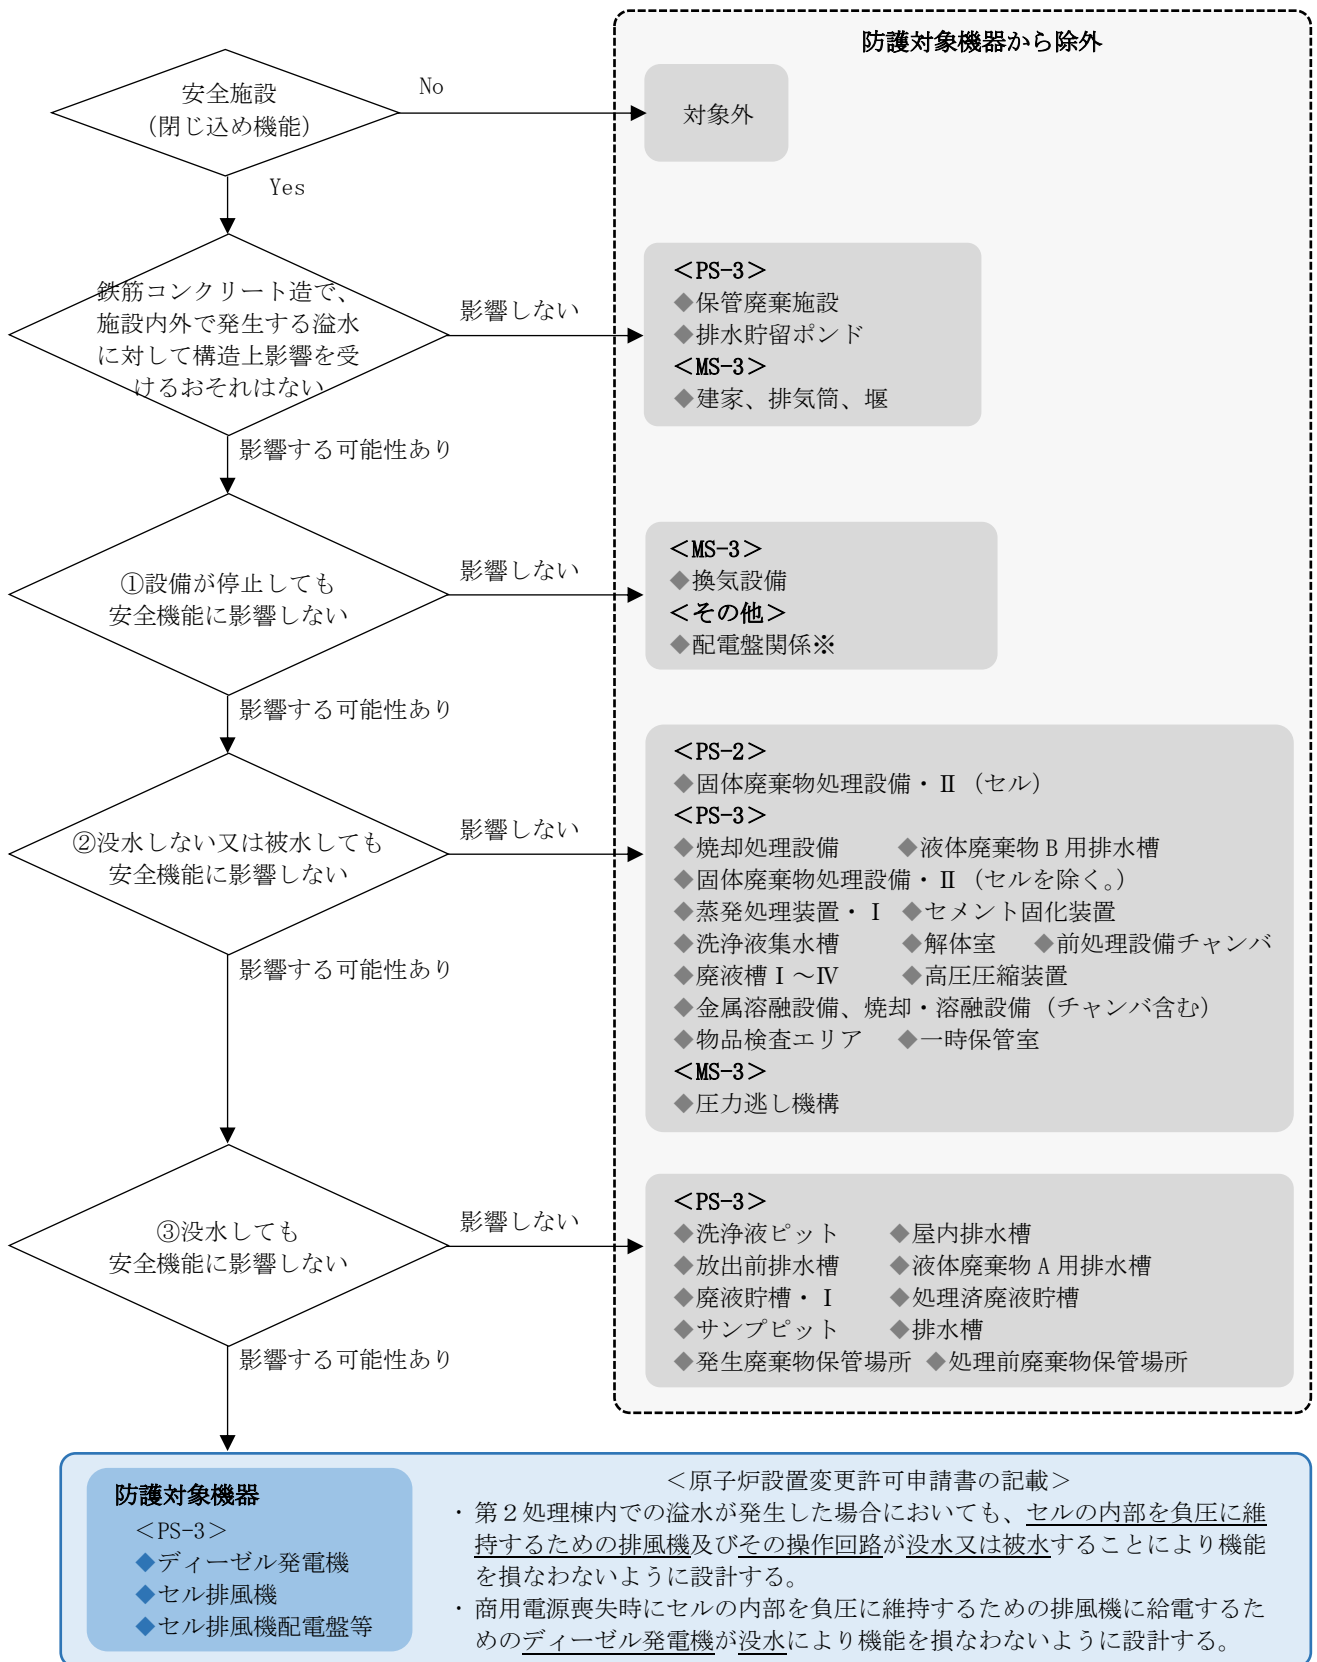 防護対象機器から除外
安全施設
（閉じ込め機能）
No
対象外
Yes
鉄筋コンクリート造で、
施設内外で発生する溢水
に対して構造上影響を受
けるおそれはない
影響しない
＜PS-3＞
◆保管廃棄施設
◆排水貯留ポンド
＜MS-3＞
◆建家、排気筒、堰
影響する可能性あり
①設備が停止しても
安全機能に影響しない
影響しない
＜MS-3＞
◆換気設備
＜その他＞
◆配電盤関係※
影響する可能性あり
②没水しない又は被水しても
安全機能に影響しない
影響しない
＜PS-2＞
◆固体廃棄物処理設備・Ⅱ（セル）
＜PS-3＞
◆焼却処理設備 ◆液体廃棄物 B 用排水槽
◆固体廃棄物処理設備・Ⅱ（セルを除く。）
◆蒸発処理装置・Ⅰ ◆セメント固化装置
◆洗浄液集水槽 ◆解体室 ◆前処理設備チャンバ
◆廃液槽Ⅰ～Ⅳ ◆高圧圧縮装置
◆金属溶融設備、焼却・溶融設備（チャンバ含む）
◆物品検査エリア ◆一時保管室
＜MS-3＞
◆圧力逃し機構
影響する可能性あり
③没水しても
安全機能に影響しない
影響しない
＜PS-3＞
◆洗浄液ピット ◆屋内排水槽
◆放出前排水槽 ◆液体廃棄物 A 用排水槽
◆廃液貯槽・Ⅰ ◆処理済廃液貯槽
◆サンプピット ◆排水槽
◆発生廃棄物保管場所 ◆処理前廃棄物保管場所
影響する可能性あり
防護対象機器
＜PS-3＞
◆ディーゼル発電機
◆セル排風機
◆セル排風機配電盤等
＜原子炉設置変更許可申請書の記載＞
・第２処理棟内での溢水が発生した場合においても、セルの内部を負圧に維
持するための排風機及びその操作回路が没水又は被水することにより機能
を損なわないように設計する。
・商用電源喪失時にセルの内部を負圧に維持するための排風機に給電するた
めのディーゼル発電機が没水により機能を損なわないように設計する。